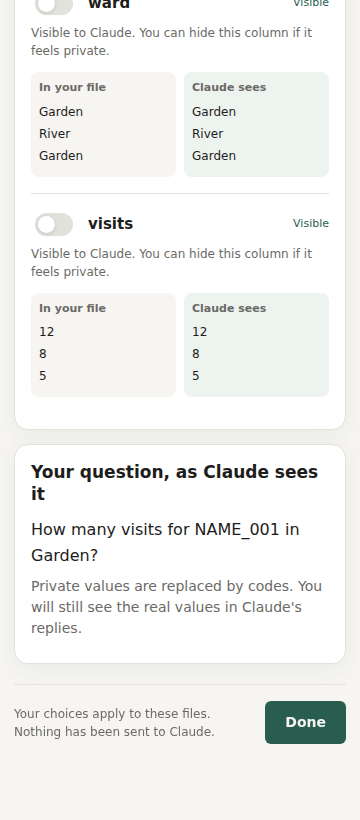 ward
Visible
Visible to Claude. You can hide this column if it
feels private.
In your file
Garden
River
Garden
Claude sees
Garden
River
Garden
visits
Visible
Visible to Claude. You can hide this column if it
feels private.
In your file
12
8
5
Claude sees
12
8
5
Your question, as Claude sees
it
How many visits for NAME_001 in
Garden?
Private values are replaced by codes. You
will still see the real values in Claude's
replies.
Your choices apply to these files.
Nothing has been sent to Claude.
Done